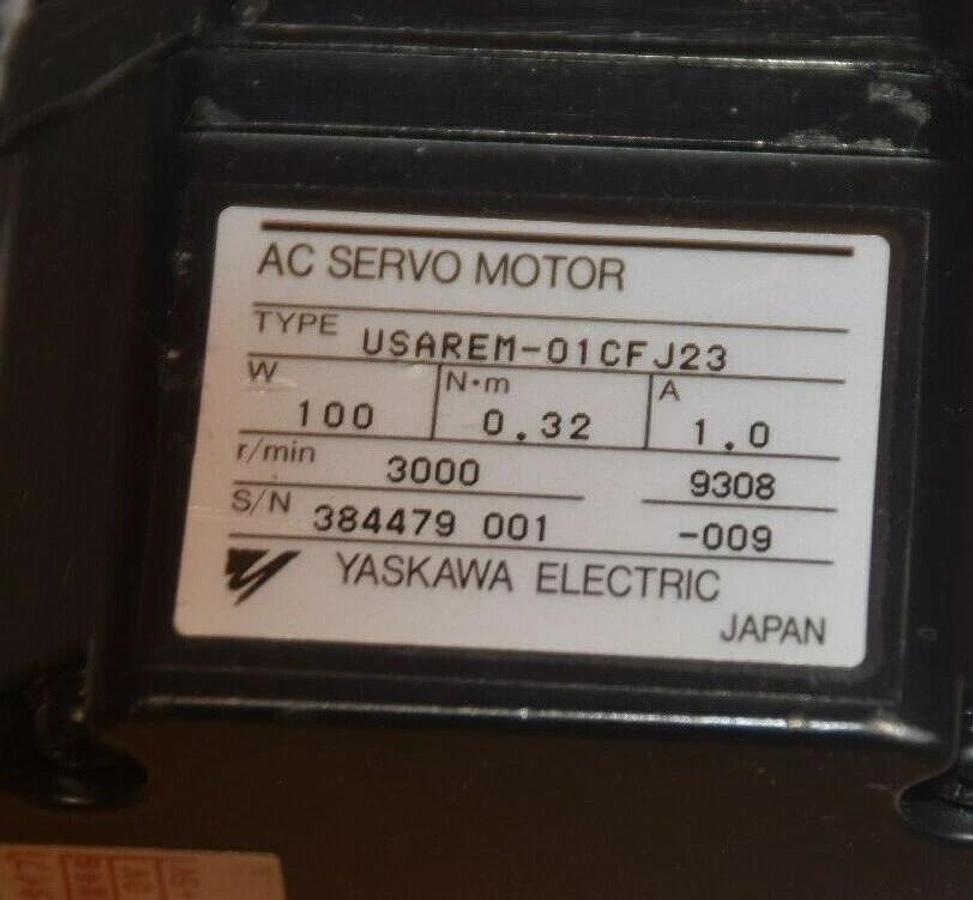 AC SERVO MOTOR
TYPE USAREM-01CFJ23
W N·m A
100 0.32 1.0
r/min 3000 9308
S/N 384479 001 -009
YASKAWA ELECTRIC
JAPAN